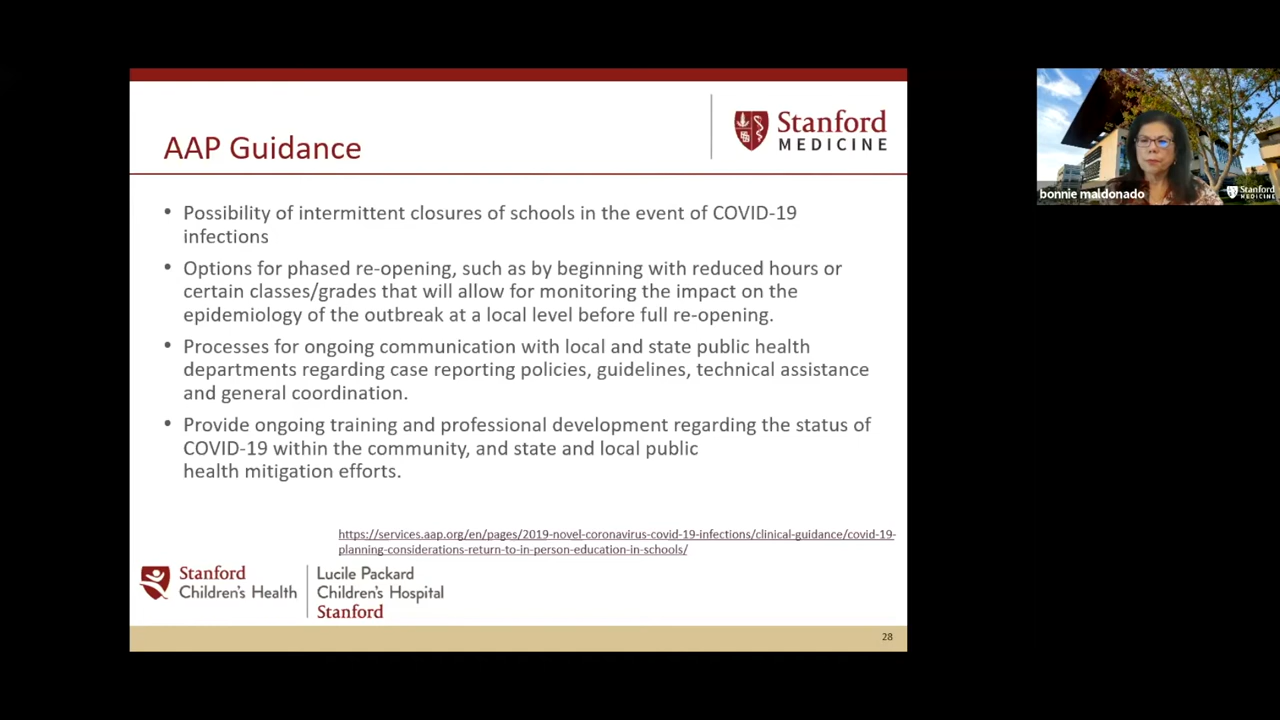 AAP Guidance
Stanford
MEDICINE
• Possibility of intermittent closures of schools in the event of COVID-19
infections
• Options for phased re-opening, such as by beginning with reduced hours or
certain classes/grades that will allow for monitoring the impact on the
epidemiology of the outbreak at a local level before full re-opening.
• Processes for ongoing communication with local and state public health
departments regarding case reporting policies, guidelines, technical assistance
and general coordination.
• Provide ongoing training and professional development regarding the status of
COVID-19 within the community, and state and local public
health mitigation efforts.
https://services.aap.org/en/pages/2019-novel-coronavirus-covid-19-infections/clinical-guidance/covid-19-
planning-considerations-return-to-in-person-education-in-schools/
Stanford
Children's Health
Lucile Packard
Children's Hospital
Stanford
28
bonnie maldonado
Stanford
MEDICINE